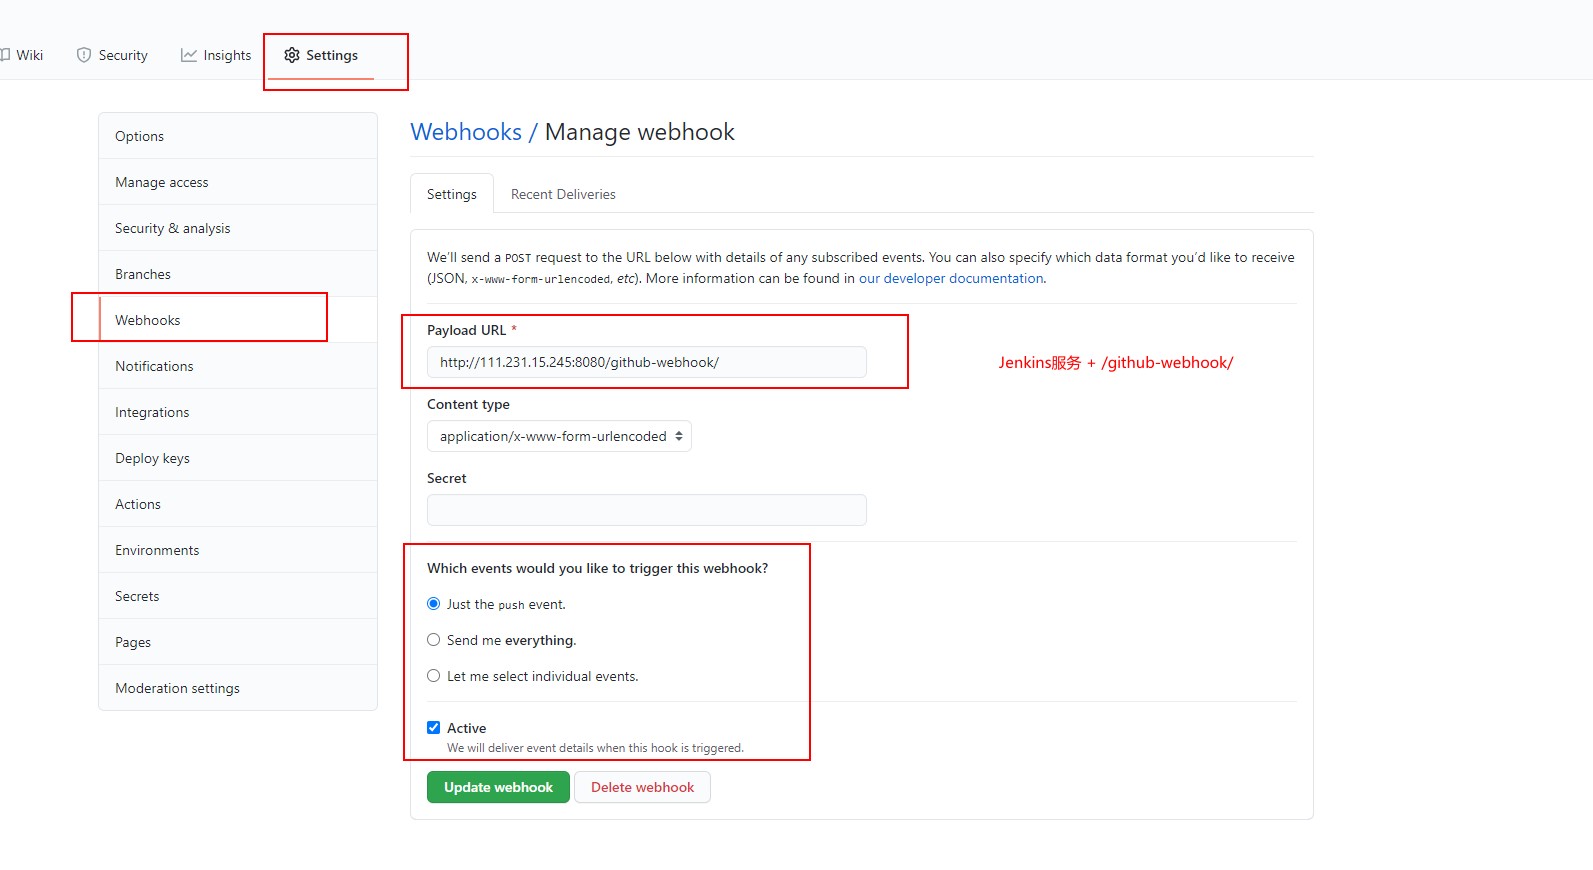 Wiki
Security
Insights
Settings
Options
Manage access
Security & analysis
Branches
Webhooks
Notifications
Integrations
Deploy keys
Actions
Environments
Secrets
Pages
Moderation settings
Webhooks / Manage webhook
Settings
Recent Deliveries
We’ll send a POST request to the URL below with details of any subscribed events. You can also specify which data format you’d like to receive
(JSON, x-www-form-urlencoded, etc). More information can be found in our developer documentation.
Payload URL *
http://111.231.15.245:8080/github-webhook/
Jenkins服务 + /github-webhook/
Content type
application/x-www-form-urlencoded
Secret
Which events would you like to trigger this webhook?
Just the push event.
Send me everything.
Let me select individual events.
Active
We will deliver event details when this hook is triggered.
Update webhook
Delete webhook